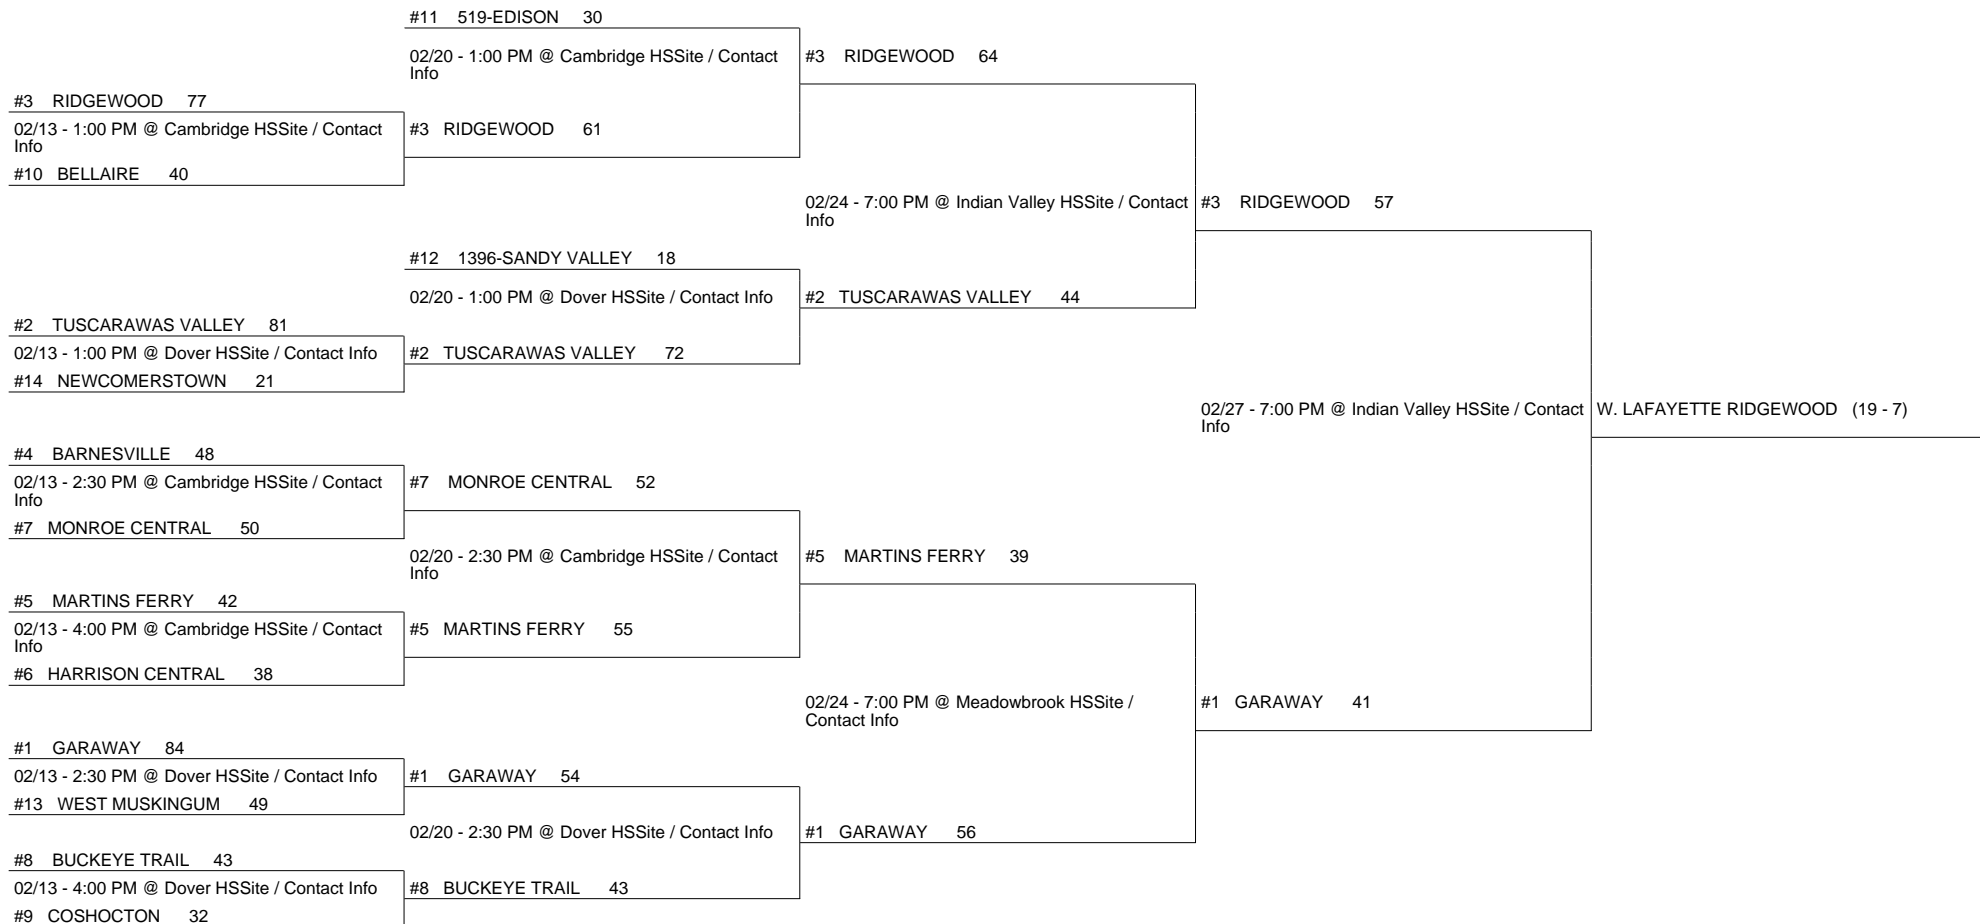 #11 519-EDISON 30
02/20 - 1:00 PM @ Cambridge HSSite / Contact
Info
#3 RIDGEWOOD 64
#3 RIDGEWOOD 77
02/13 - 1:00 PM @ Cambridge HSSite / Contact
Info
#3 RIDGEWOOD 61
#10 BELLAIRE 40
02/24 - 7:00 PM @ Indian Valley HSSite / Contact
Info
#3 RIDGEWOOD 57
#12 1396-SANDY VALLEY 18
02/20 - 1:00 PM @ Dover HSSite / Contact Info
#2 TUSCARAWAS VALLEY 44
#2 TUSCARAWAS VALLEY 81
02/13 - 1:00 PM @ Dover HSSite / Contact Info
#2 TUSCARAWAS VALLEY 72
#14 NEWCOMERSTOWN 21
02/27 - 7:00 PM @ Indian Valley HSSite / Contact
Info
W. LAFAYETTE RIDGEWOOD (19 - 7)
#4 BARNESVILLE 48
02/13 - 2:30 PM @ Cambridge HSSite / Contact
Info
#7 MONROE CENTRAL 52
#7 MONROE CENTRAL 50
02/20 - 2:30 PM @ Cambridge HSSite / Contact
Info
#5 MARTINS FERRY 39
#5 MARTINS FERRY 42
02/13 - 4:00 PM @ Cambridge HSSite / Contact
Info
#5 MARTINS FERRY 55
#6 HARRISON CENTRAL 38
02/24 - 7:00 PM @ Meadowbrook HSSite /
Contact Info
#1 GARAWAY 41
#1 GARAWAY 84
02/13 - 2:30 PM @ Dover HSSite / Contact Info
#1 GARAWAY 54
#13 WEST MUSKINGUM 49
02/20 - 2:30 PM @ Dover HSSite / Contact Info
#1 GARAWAY 56
#8 BUCKEYE TRAIL 43
02/13 - 4:00 PM @ Dover HSSite / Contact Info
#8 BUCKEYE TRAIL 43
#9 COSHOCTON 32